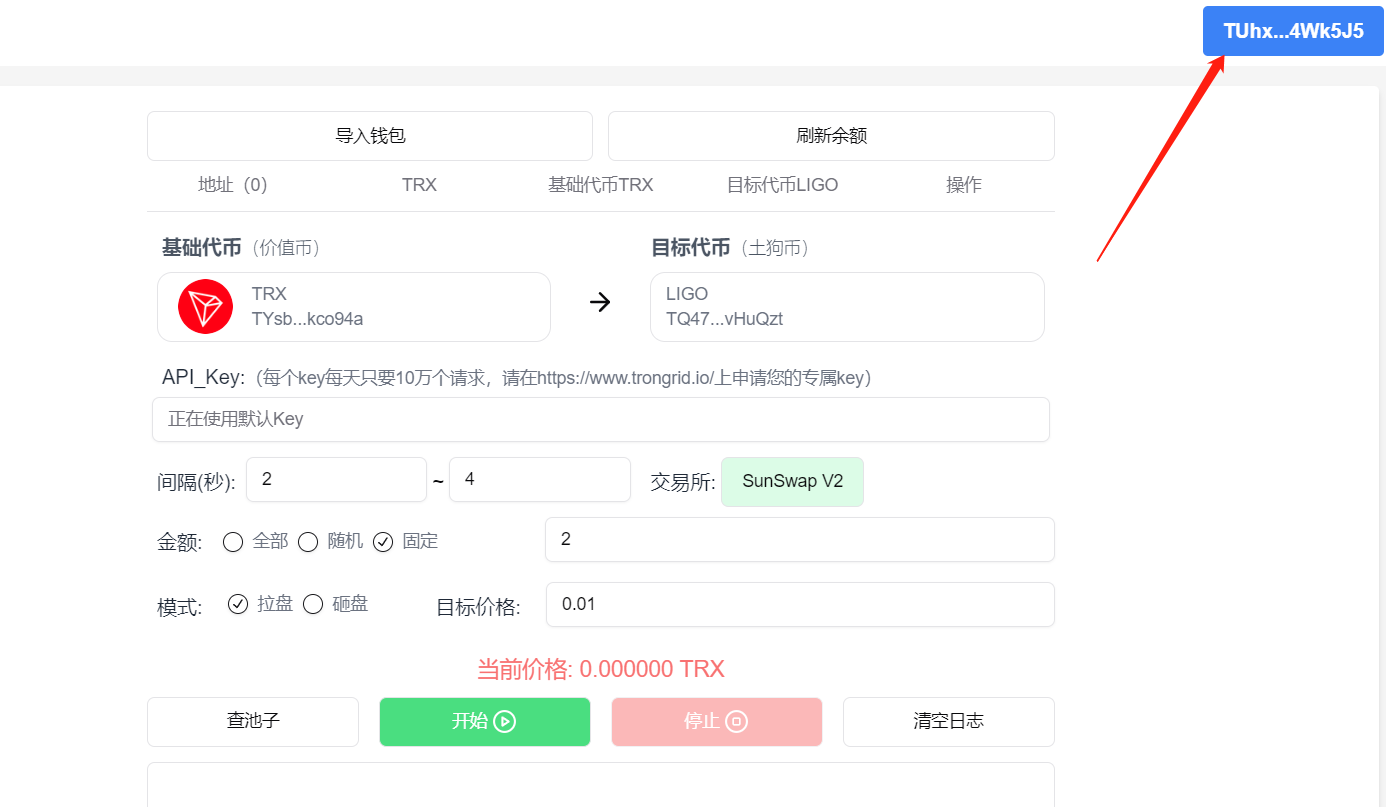 TUhx...4Wk5J5
导入钱包 刷新余额
地址（0） TRX 基础代币TRX 目标代币LIGO 操作
基础代币（价值币） 目标代币（土狗币）
TRX LIGO
TYsb...kco94a TQ47...vHuQzt
API_Key:（每个key每天只要10万个请求，请在https://www.trongrid.io/上申请您的专属key）
正在使用默认Key
间隔(秒): 2 ~ 4 交易所: SunSwap V2
金额: 全部 随机 固定 2
模式: 拉盘 砸盘 目标价格: 0.01
当前价格: 0.000000 TRX
查池子 开始 停止 清空日志